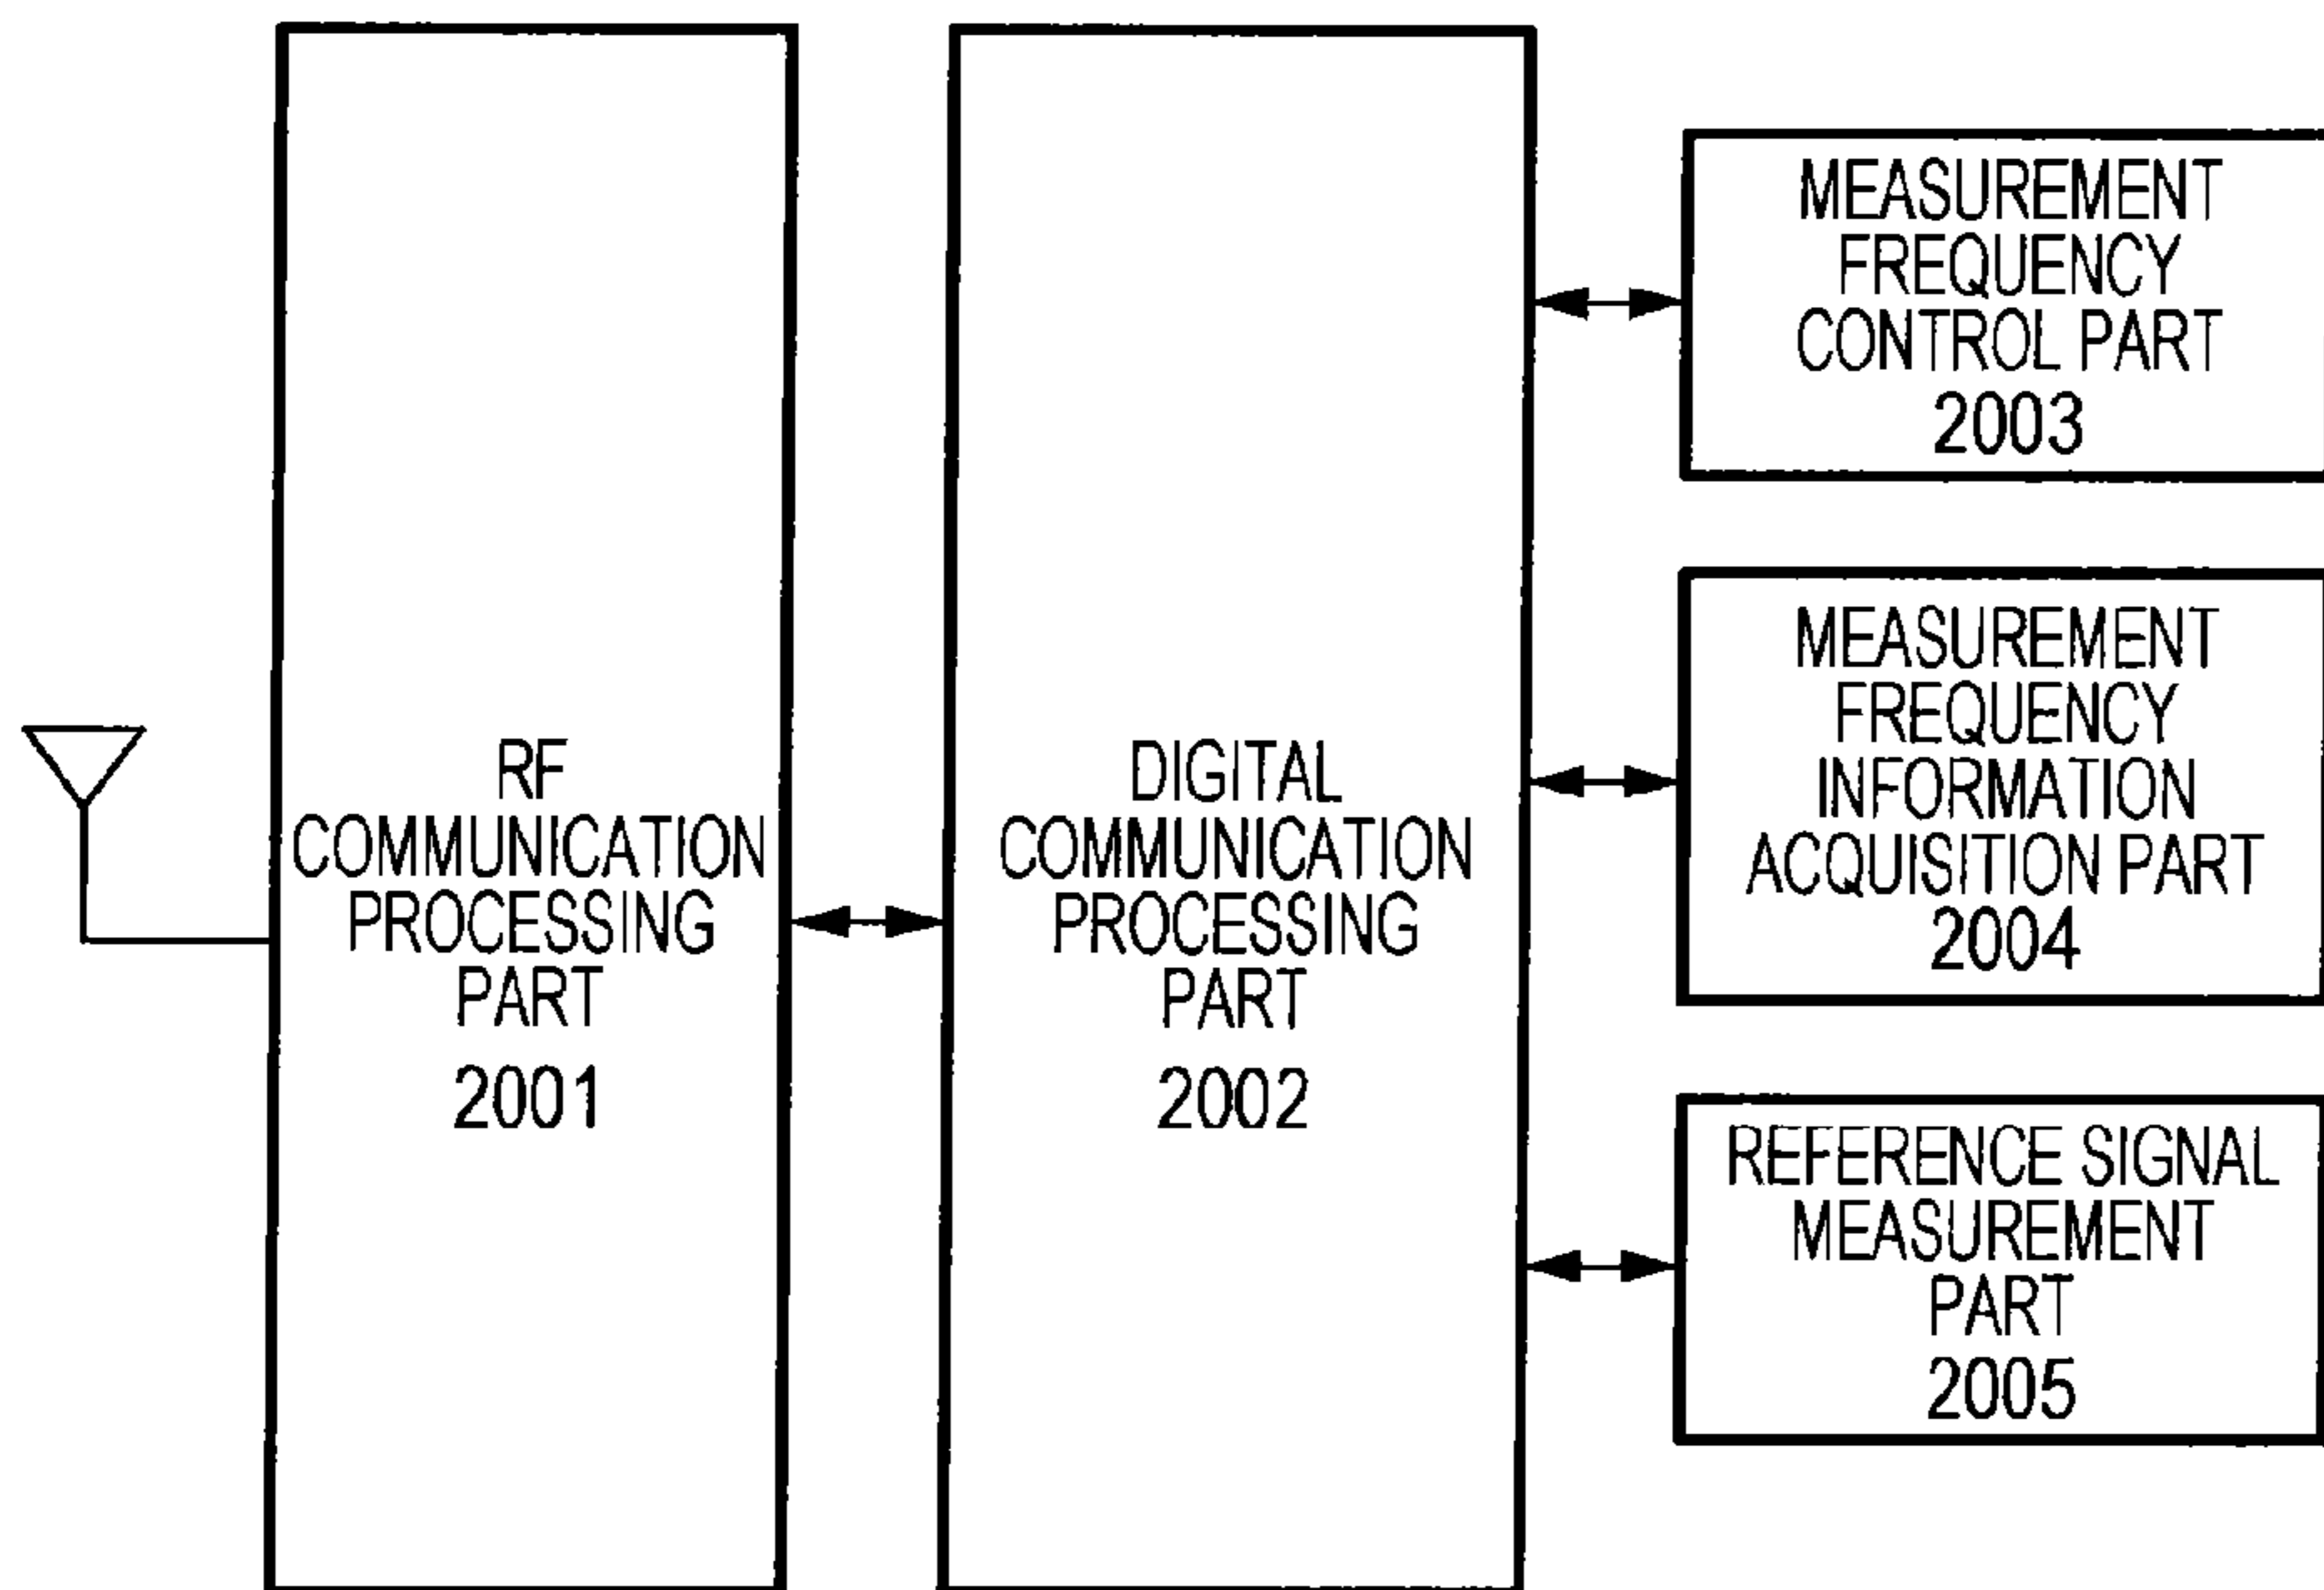 RF
COMMUNICATION
PROCESSING
PART
2001
DIGITAL
COMMUNICATION
PROCESSING
PART
2002
MEASUREMENT
FREQUENCY
CONTROL PART
2003
MEASUREMENT
FREQUENCY
INFORMATION
ACQUISITION PART
2004
REFERENCE SIGNAL
MEASUREMENT
PART
2005